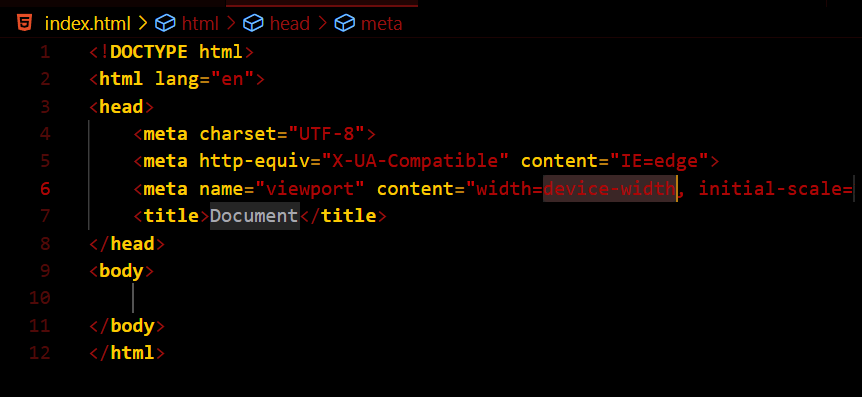 index.html > html > head > meta
1 <!DOCTYPE html>
2 <html lang="en">
3 <head>
4 <meta charset="UTF-8">
5 <meta http-equiv="X-UA-Compatible" content="IE=edge">
6 <meta name="viewport" content="width=device-width, initial-scale=
7 <title>Document</title>
8 </head>
9 <body>
10
11 </body>
12 </html>